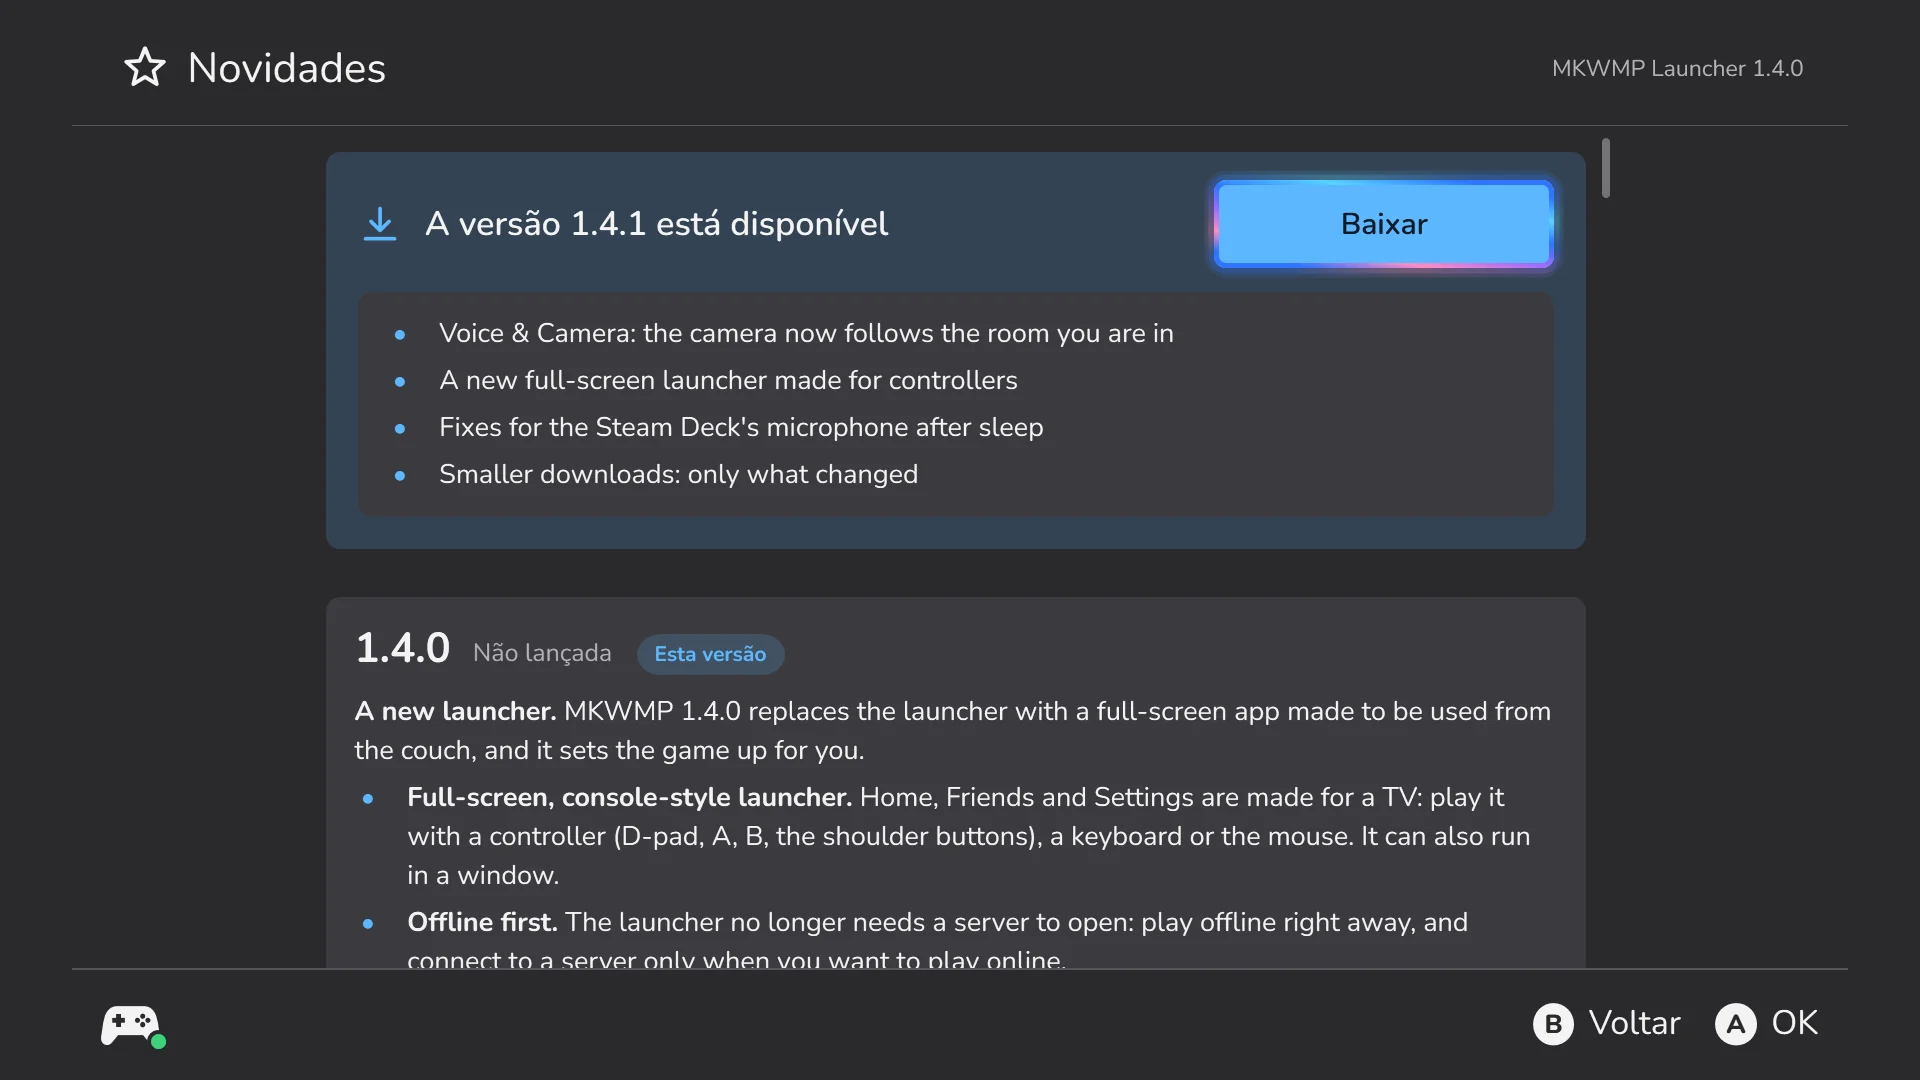 Novidades
MKWMP Launcher 1.4.0
A versão 1.4.1 está disponível
Baixar
Voice & Camera: the camera now follows the room you are in
A new full-screen launcher made for controllers
Fixes for the Steam Deck's microphone after sleep
Smaller downloads: only what changed
1.4.0 Não lançada Esta versão
A new launcher. MKWMP 1.4.0 replaces the launcher with a full-screen app made to be used from
the couch, and it sets the game up for you.
Full-screen, console-style launcher. Home, Friends and Settings are made for a TV: play it
with a controller (D-pad, A, B, the shoulder buttons), a keyboard or the mouse. It can also run
in a window.
Offline first. The launcher no longer needs a server to open: play offline right away, and
connect to a server only when you want to play online.
B Voltar A OK